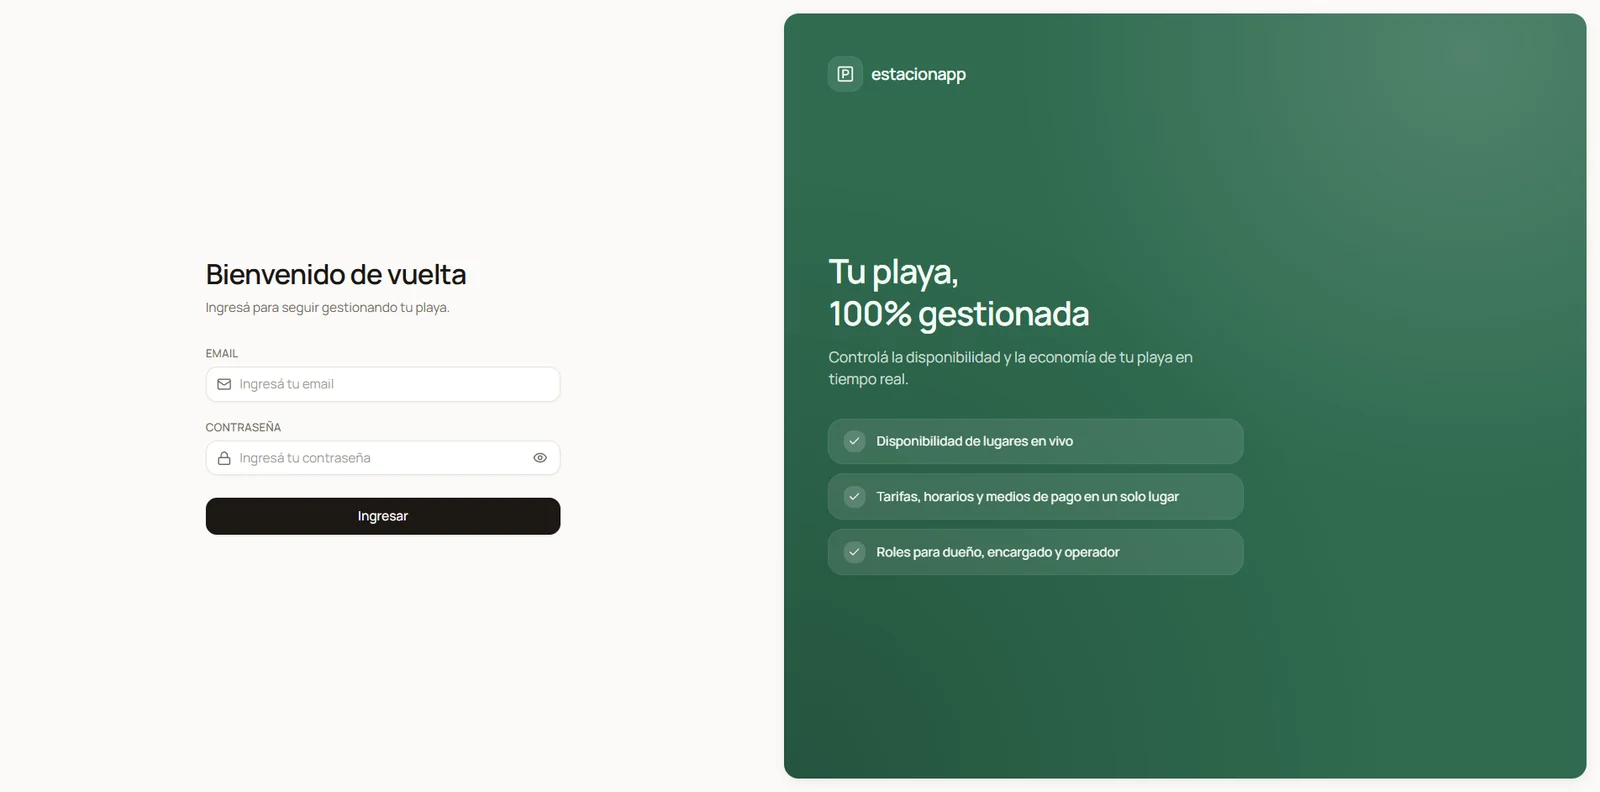 Bienvenido de vuelta
Ingresá para seguir gestionando tu playa.
EMAIL
Ingresá tu email
CONTRASEÑA
Ingresá tu contraseña
Ingresar
P
estacionapp
Tu playa,
100% gestionada
Controlá la disponibilidad y la economía de tu playa en
tiempo real.
Disponibilidad de lugares en vivo
Tarifas, horarios y medios de pago en un solo lugar
Roles para dueño, encargado y operador